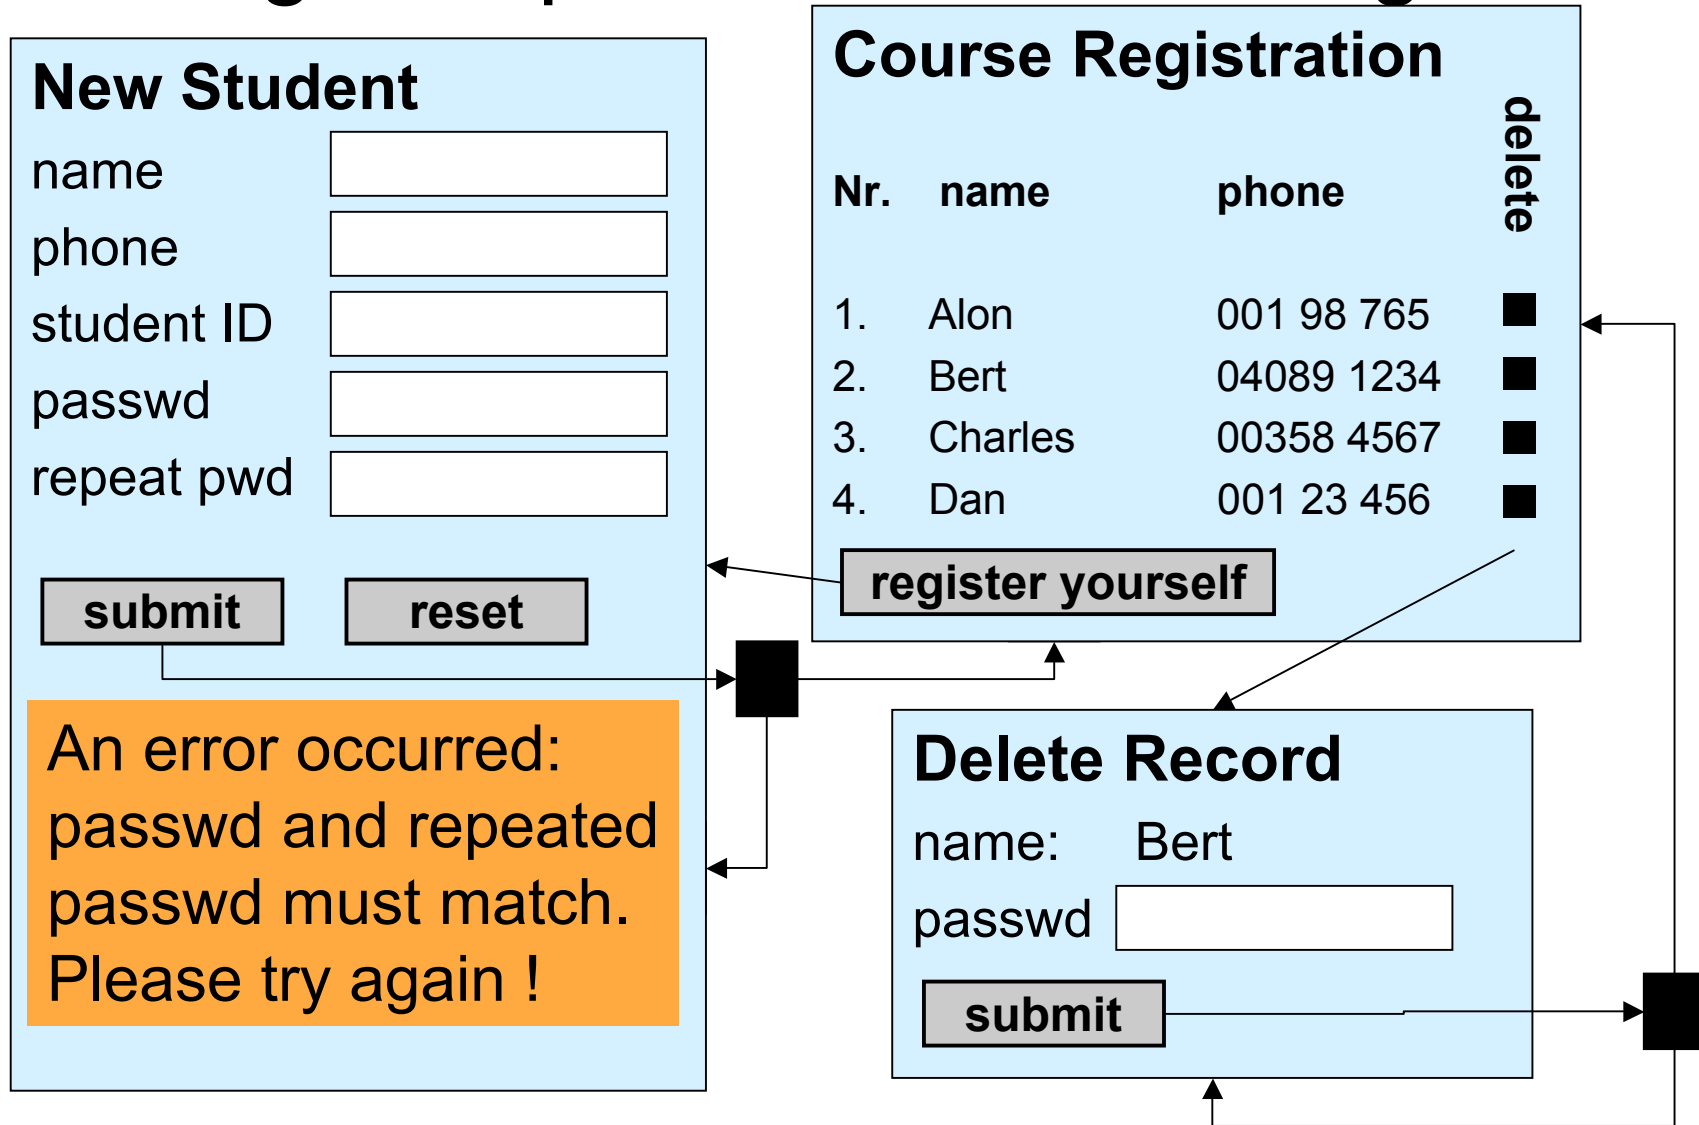 New Student
name
phone
student ID
passwd
repeat pwd
submit reset
An error occurred:
passwd and repeated
passwd must match.
Please try again !
Course Registration
Nr. name phone delete
1. Alon 001 98 765
2. Bert 04089 1234
3. Charles 00358 4567
4. Dan 001 23 456
register yourself
Delete Record
name: Bert
passwd
submit